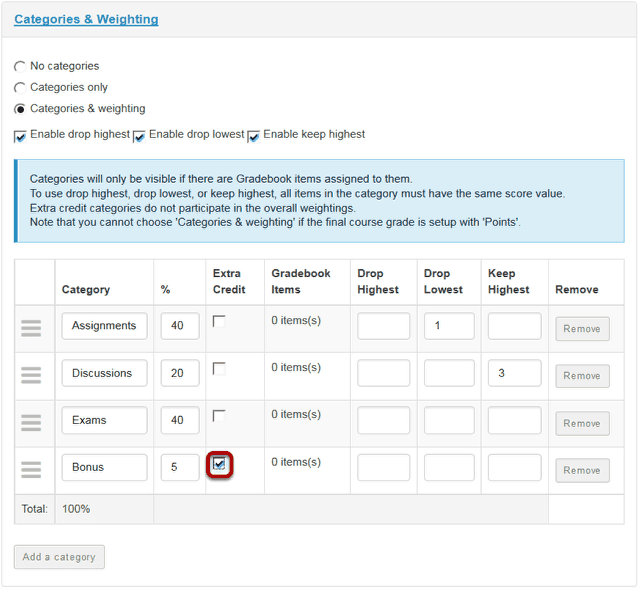 Categories & Weighting
No categories
Categories only
Categories & weighting
Enable drop highest Enable drop lowest Enable keep highest
Categories will only be visible if there are Gradebook items assigned to them.
To use drop highest, drop lowest, or keep highest, all items in the category must have the same score value.
Extra credit categories do not participate in the overall weightings.
Note that you cannot choose 'Categories & weighting' if the final course grade is setup with 'Points'.
Category % Extra Credit Gradebook Items Drop Highest Drop Lowest Keep Highest Remove
Assignments 40 0 items(s) 1 Remove
Discussions 20 0 items(s) 3 Remove
Exams 40 0 items(s) Remove
Bonus 5 0 items(s) Remove
Total: 100%
Add a category